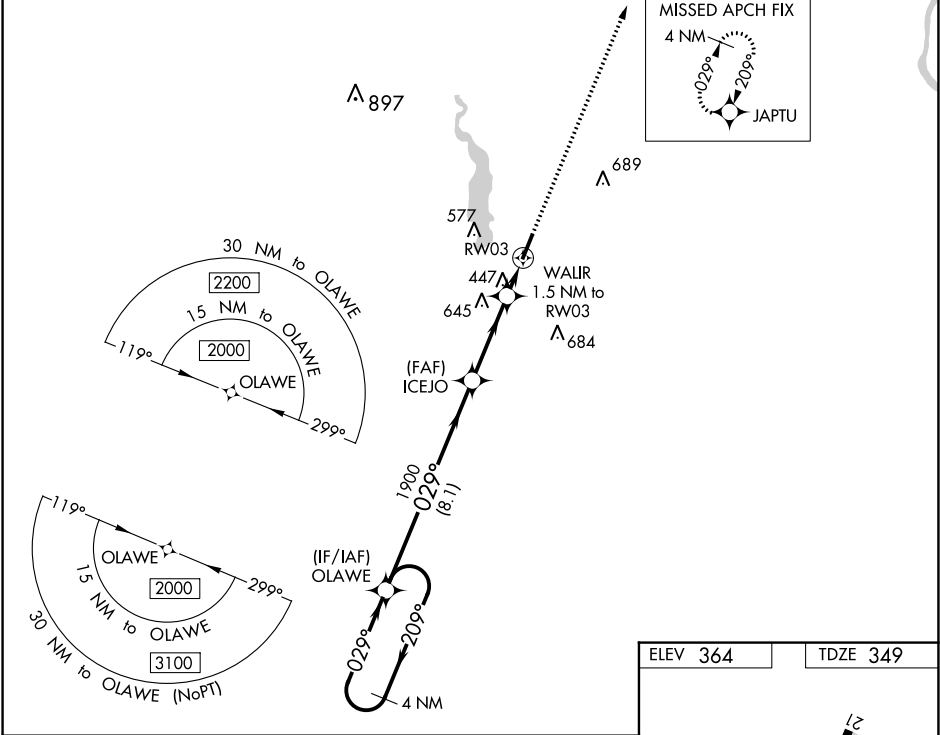 MISSED APCH FIX
4 NM
029°
209°
JAPTU
897
689
577
RW03
447
WALIR
1.5 NM to
RW03
645
684
30 NM to OLAWE
2200
15 NM to OLAWE
2000
119°
OLAWE
299°
(FAF)
ICEJO
1900
029°
(8.1)
119°
OLAWE
299°
2000
15 NM to OLAWE
3100
30 NM to OLAWE (NoPT)
(IF/IAF)
OLAWE
029°
209°
4 NM
ELEV 364
TDZE 349
21